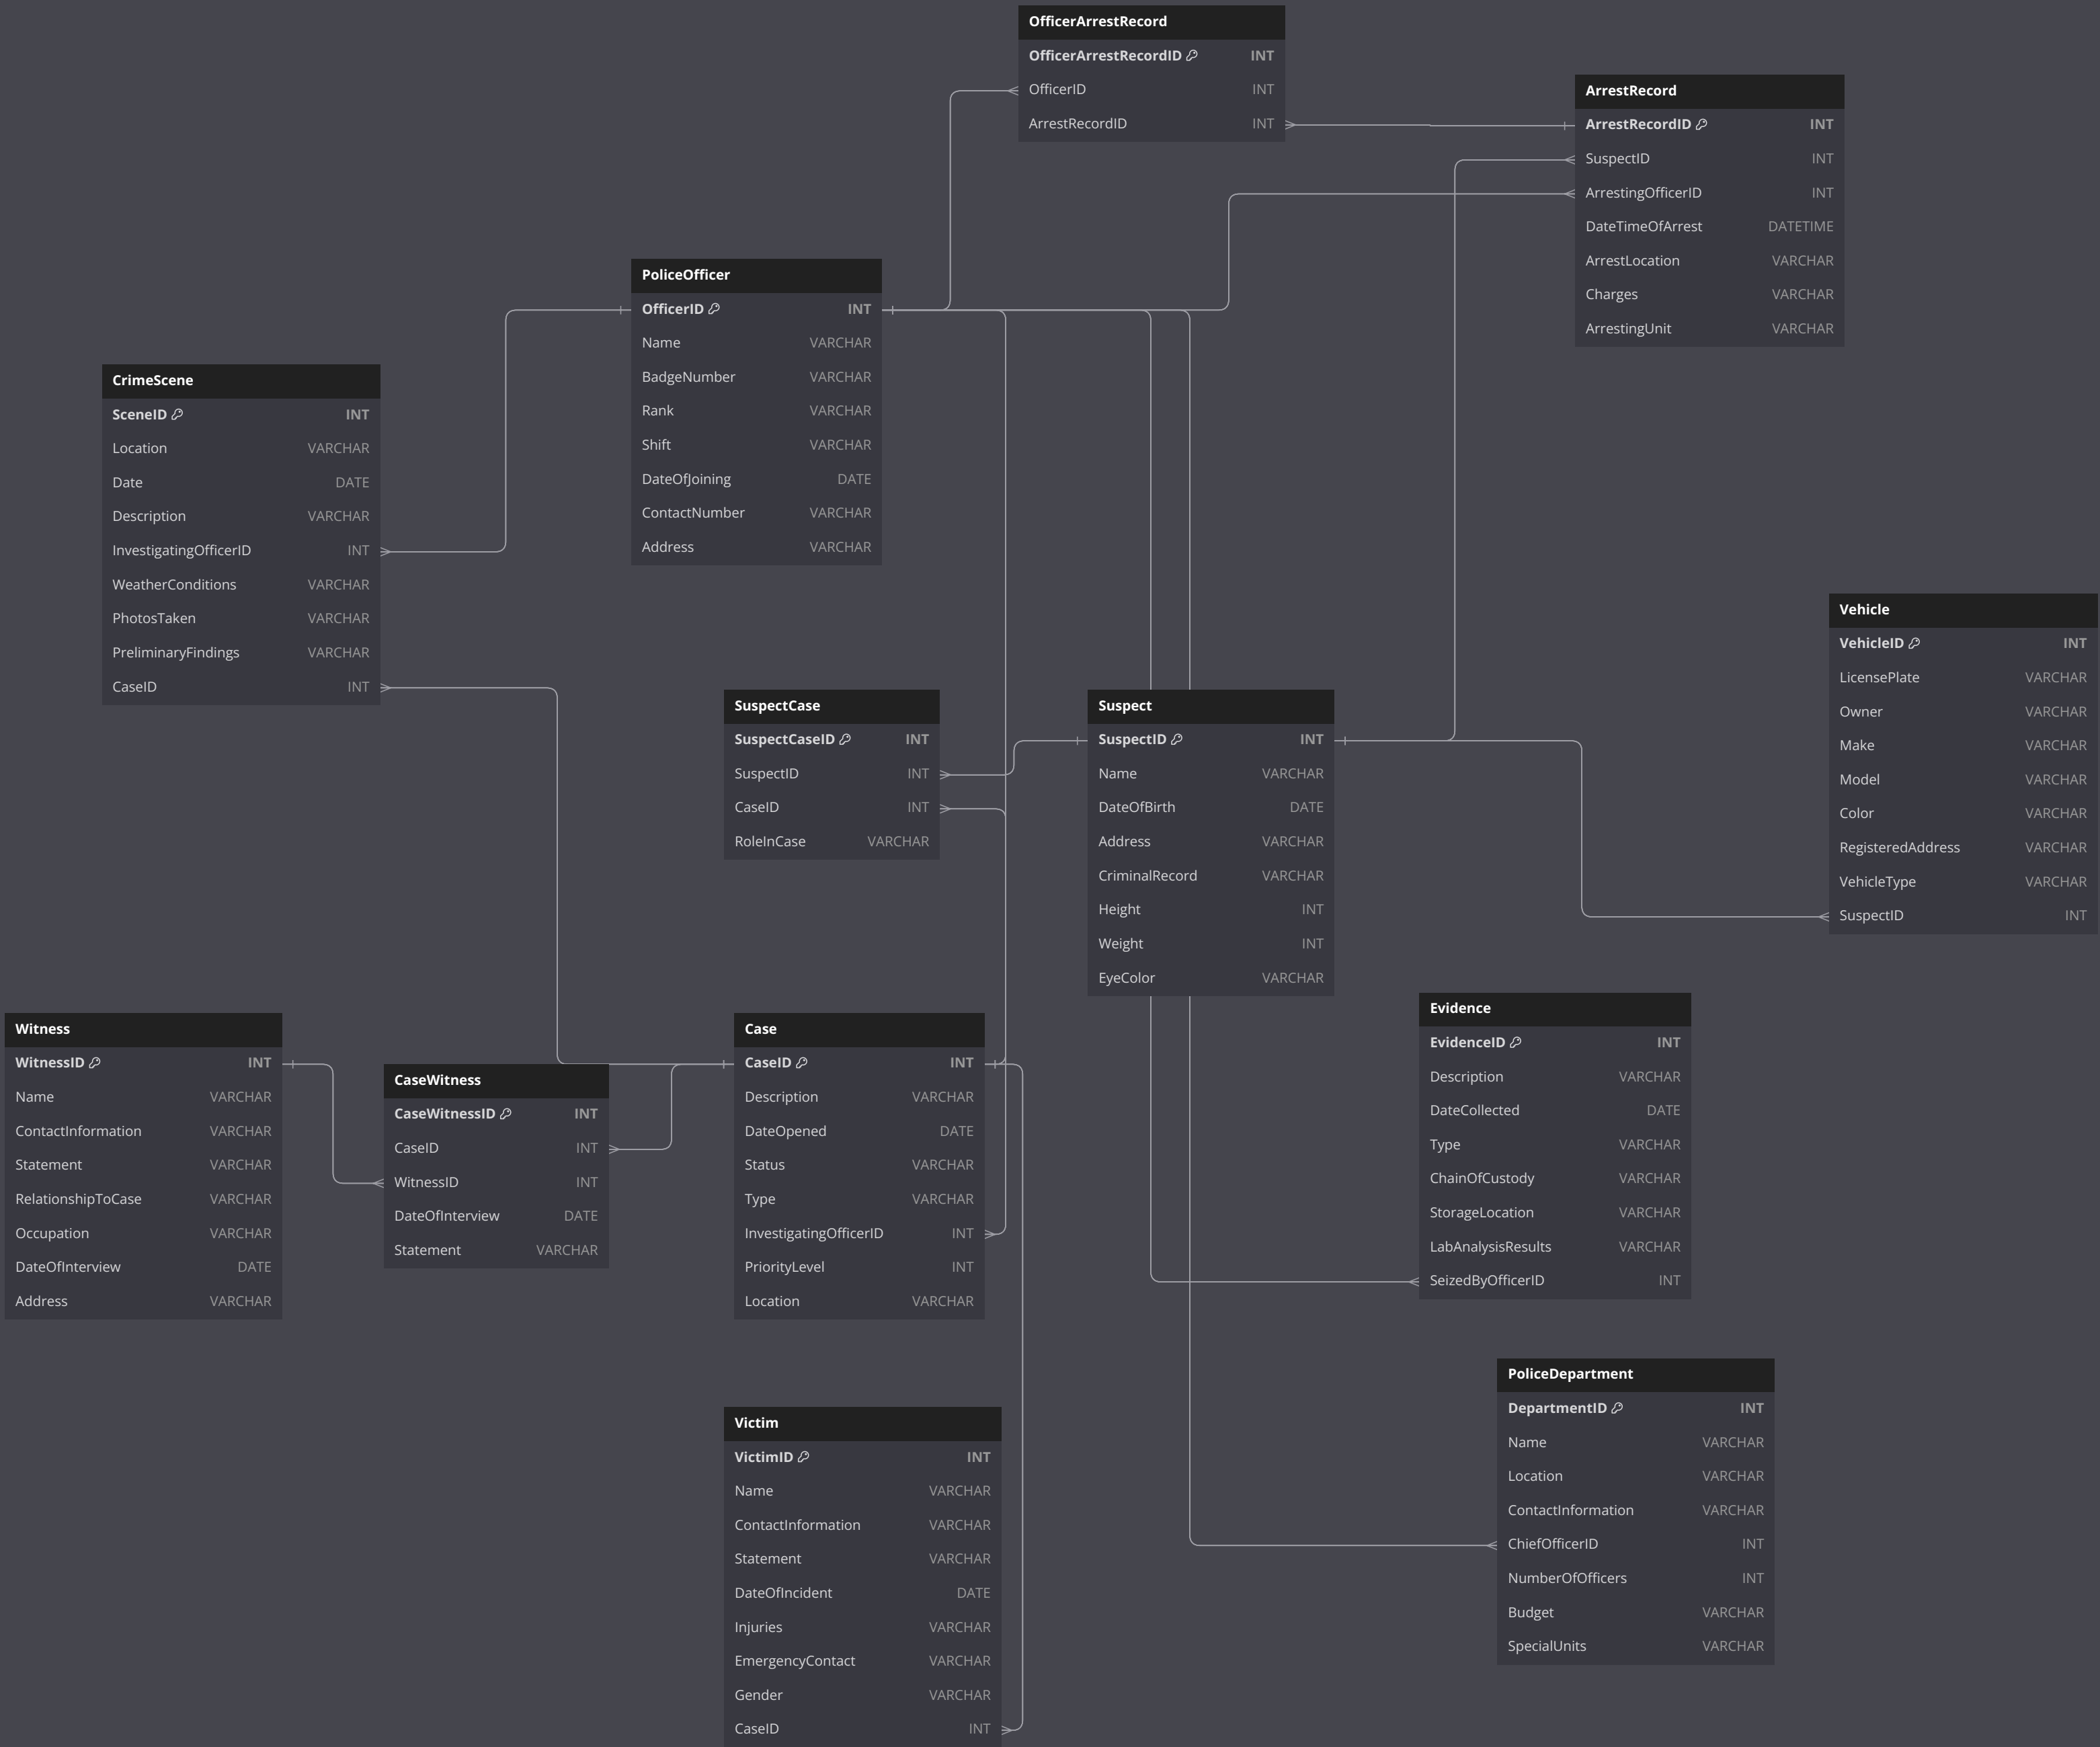 OfficerArrestRecord
OfficerArrestRecordID INT
OfficerID INT
ArrestRecordID INT
ArrestRecord
ArrestRecordID INT
SuspectID INT
ArrestingOfficerID INT
DateTimeOfArrest DATETIME
ArrestLocation VARCHAR
Charges VARCHAR
ArrestingUnit VARCHAR
PoliceOfficer
OfficerID INT
Name VARCHAR
BadgeNumber VARCHAR
Rank VARCHAR
Shift VARCHAR
DateOfJoining DATE
ContactNumber VARCHAR
Address VARCHAR
CrimeScene
SceneID INT
Location VARCHAR
Date DATE
Description VARCHAR
InvestigatingOfficerID INT
WeatherConditions VARCHAR
PhotosTaken VARCHAR
PreliminaryFindings VARCHAR
CaseID INT
Vehicle
VehicleID INT
LicensePlate VARCHAR
Owner VARCHAR
Make VARCHAR
Model VARCHAR
Color VARCHAR
RegisteredAddress VARCHAR
VehicleType VARCHAR
SuspectID INT
SuspectCase
SuspectCaseID INT
SuspectID INT
CaseID INT
RoleInCase VARCHAR
Suspect
SuspectID INT
Name VARCHAR
DateOfBirth DATE
Address VARCHAR
CriminalRecord VARCHAR
Height INT
Weight INT
EyeColor VARCHAR
Witness
WitnessID INT
Name VARCHAR
ContactInformation VARCHAR
Statement VARCHAR
RelationshipToCase VARCHAR
Occupation VARCHAR
DateOfInterview DATE
Address VARCHAR
CaseWitness
CaseWitnessID INT
CaseID INT
WitnessID INT
DateOfInterview DATE
Statement VARCHAR
Case
CaseID INT
Description VARCHAR
DateOpened DATE
Status VARCHAR
Type VARCHAR
InvestigatingOfficerID INT
PriorityLevel INT
Location VARCHAR
Evidence
EvidenceID INT
Description VARCHAR
DateCollected DATE
Type VARCHAR
ChainOfCustody VARCHAR
StorageLocation VARCHAR
LabAnalysisResults VARCHAR
SeizedByOfficerID INT
PoliceDepartment
DepartmentID INT
Name VARCHAR
Location VARCHAR
ContactInformation VARCHAR
ChiefOfficerID INT
NumberOfOfficers INT
Budget VARCHAR
SpecialUnits VARCHAR
Victim
VictimID INT
Name VARCHAR
ContactInformation VARCHAR
Statement VARCHAR
DateOfIncident DATE
Injuries VARCHAR
EmergencyContact VARCHAR
Gender VARCHAR
CaseID INT